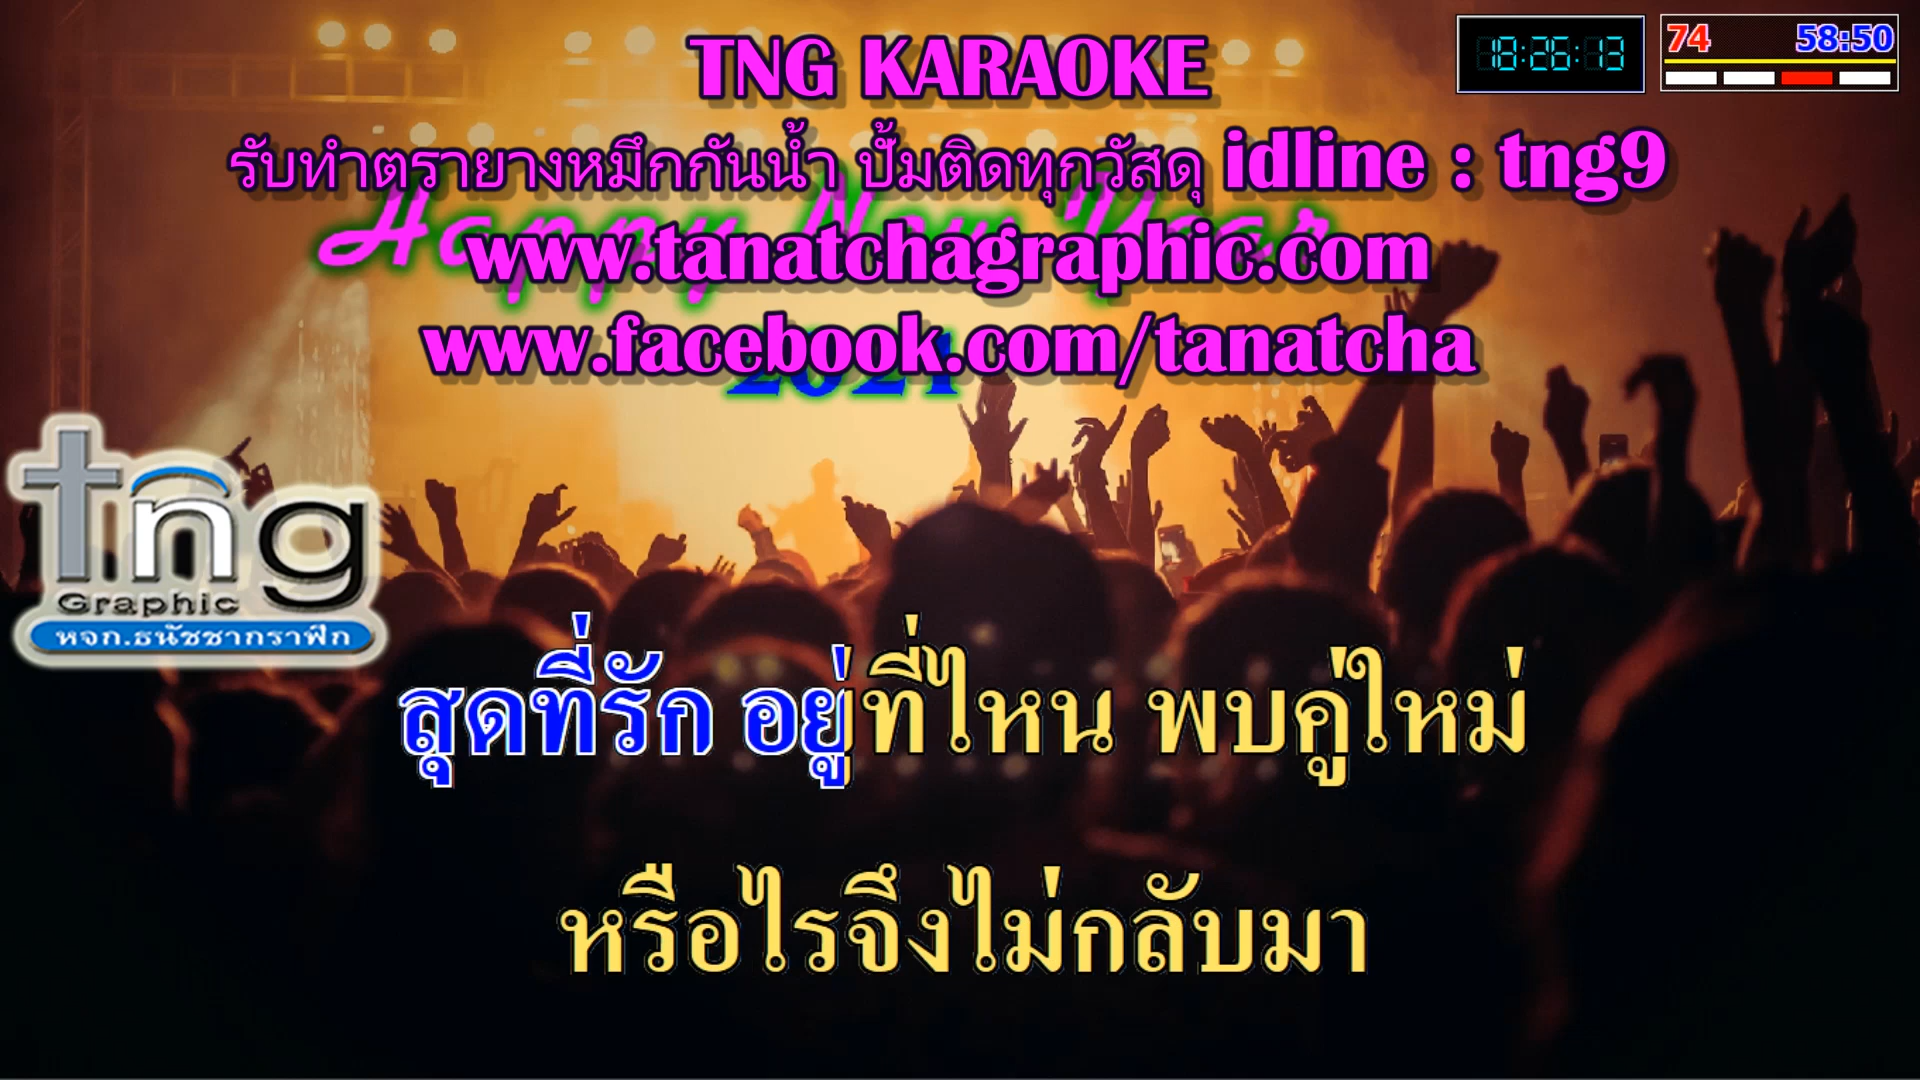 TNG KARAOKE
18:26:13
74 58:50
รับทำตรายางหมึกกันน้ำ ปั้มติดทุกวัสดุ idline : tng9
Happy New Year
www.tanatchagraphic.com
www.facebook.com/tanatcha
2021
tng
Graphic
หจก.ธนัชชากราฟิก
สุดที่รัก อยู่ที่ไหน พบคู่ใหม่
หรือไรจึงไม่กลับมา